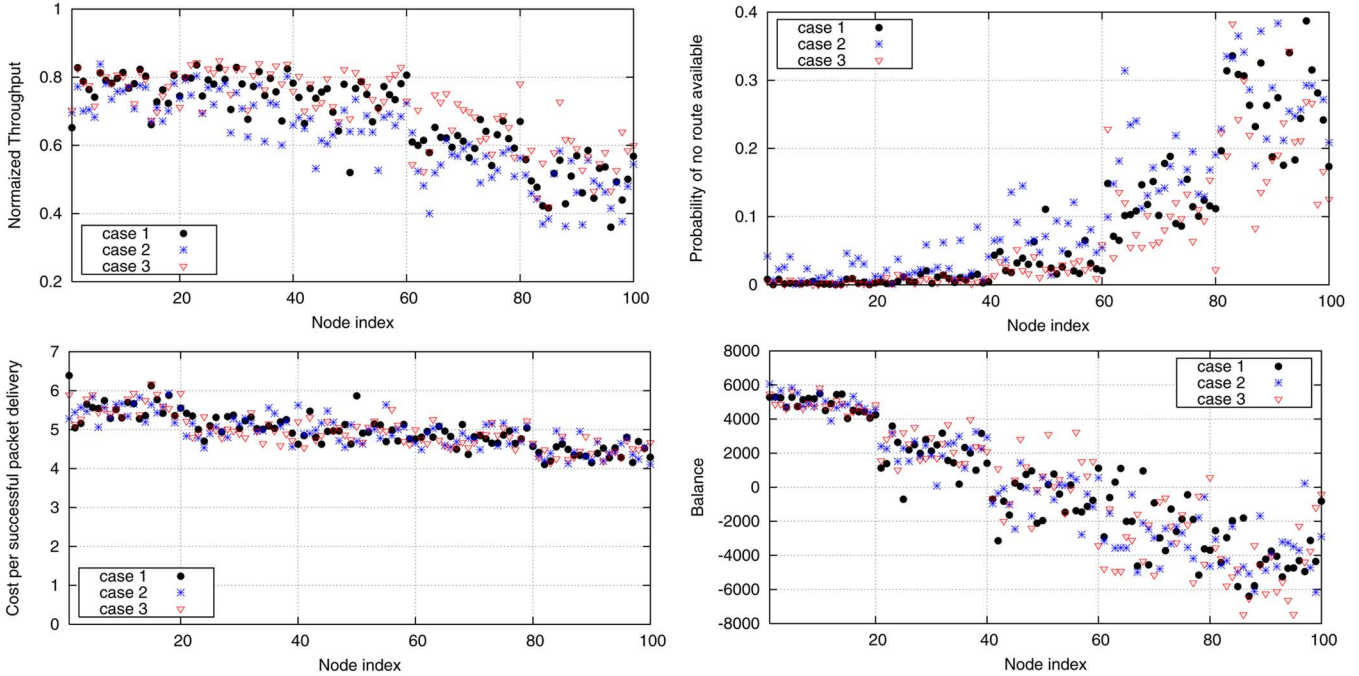 Normaized Throughput
1
0.8
0.6
0.4
0.2
case 1
case 2
case 3
20
40
60
80
100
Node index
Probability of no route available
0.4
0.3
0.2
0.1
0
case 1
case 2
case 3
20
40
60
80
100
Node index
Cost per successful packet delivery
7
6
5
4
3
2
1
0
case 1
case 2
case 3
20
40
60
80
100
Node index
Balance
8000
6000
4000
2000
0
-2000
-4000
-6000
-8000
case 1
case 2
case 3
20
40
60
80
100
Node index